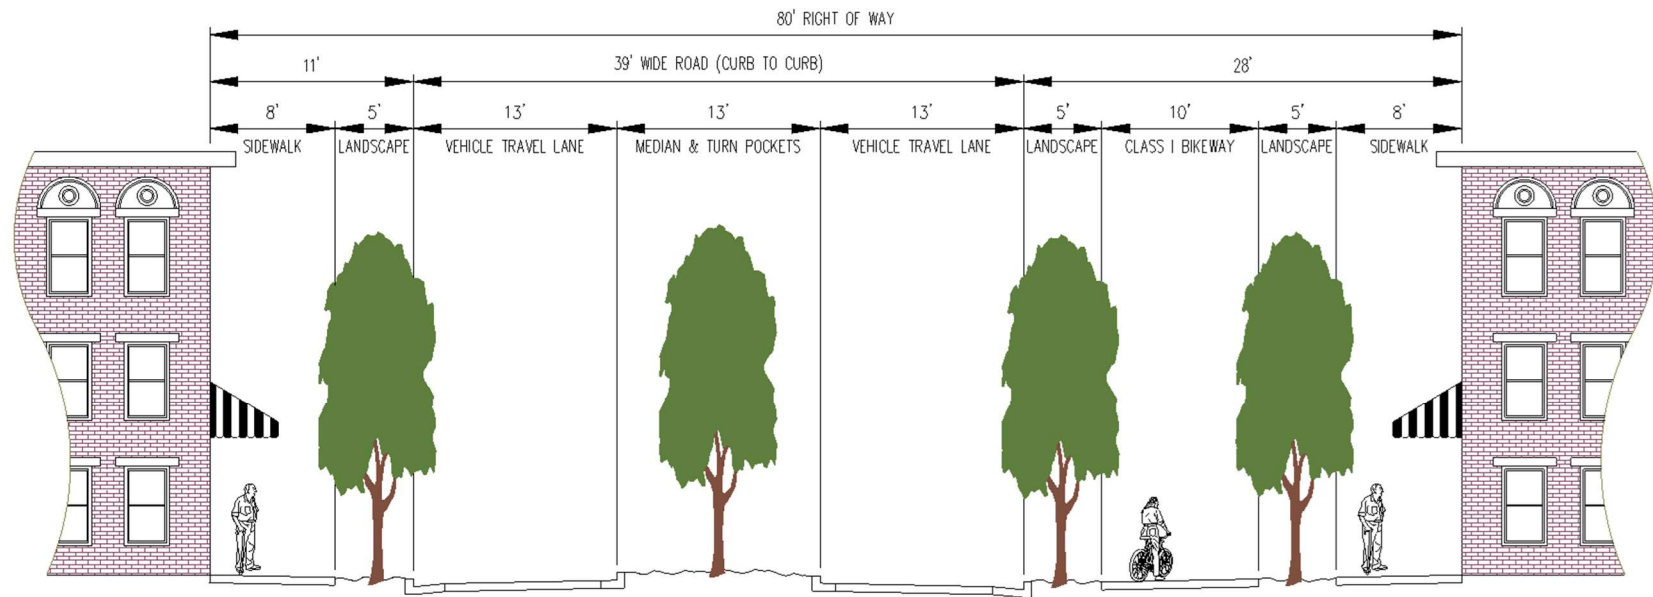 80' RIGHT OF WAY
11' 39' WIDE ROAD (CURB TO CURB) 28'
8' 5' 13' 13' 13' 5' 10' 5' 8'
SIDEWALK LANDSCAPE VEHICLE TRAVEL LANE MEDIAN & TURN POCKETS VEHICLE TRAVEL LANE LANDSCAPE CLASS I BIKEWAY LANDSCAPE SIDEWALK